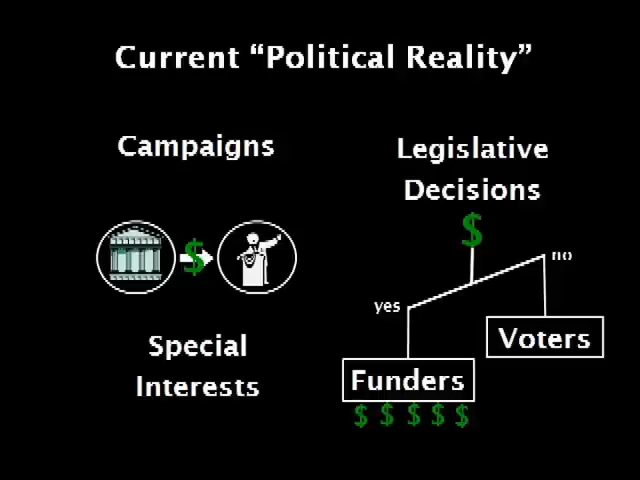 Current “Political Reality”
Campaigns
$
Special
Interests
Legislative
Decisions
$
yes
no
Funders
Voters
$ $ $ $ $